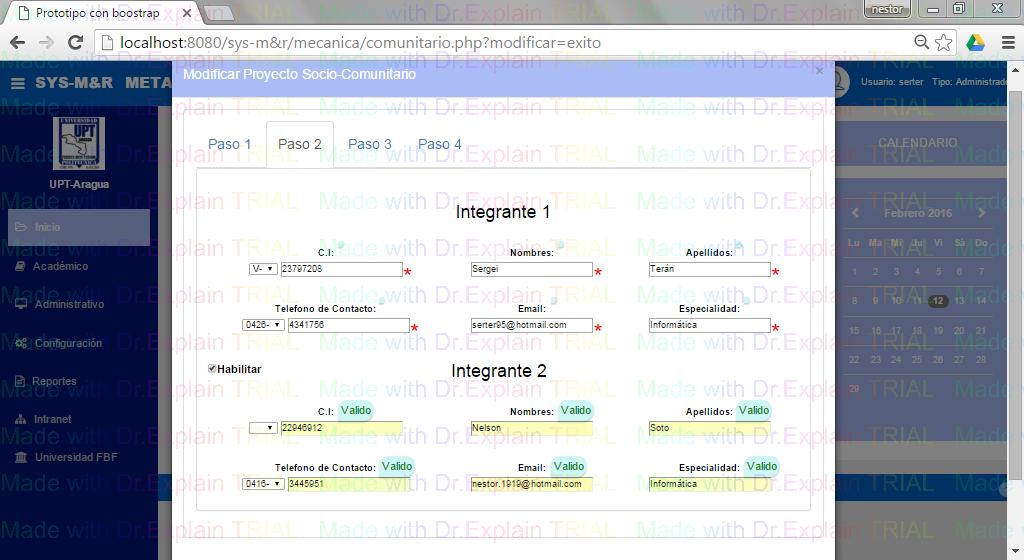 Prototipo con boostrap
nestor
localhost:8080/sys-m&r/mecanica/comunitario.php?modificar=exito
SYS-M&R META
Modificar Proyecto Socio-Comunitario
×
Usuario: serter Tipo: Administrado
UNIVERSIDAD
UPT
ARAGUA
POLITECNICA
UPT-Aragua
Inicio
Académico
Administrativo
Configuración
Reportes
Intranet
Universidad FBF
Paso 1
Paso 2
Paso 3
Paso 4
Integrante 1
C.I: Nombres: Apellidos:
V- 23797208 * Sergei * Terán *
Telefono de Contacto: Email: Especialidad:
0426- 4341756 * serter95@hotmail.com * Informática *
Habilitar Integrante 2
C.I: Valido Nombres: Valido Apellidos: Valido
22946912 Nelson Soto
Telefono de Contacto: Valido Email: Valido Especialidad: Valido
0416- 3445951 nestor.1919@hotmail.com Informática
CALENDARIO
Febrero 2016
Lu Ma Mi Ju Vi Sá Do
1 2 3 4 5 6 7
8 9 10 11 12 13 14
15 16 17 18 19 20 21
22 23 24 25 26 27 28
29
Made with Dr.Explain TRIAL